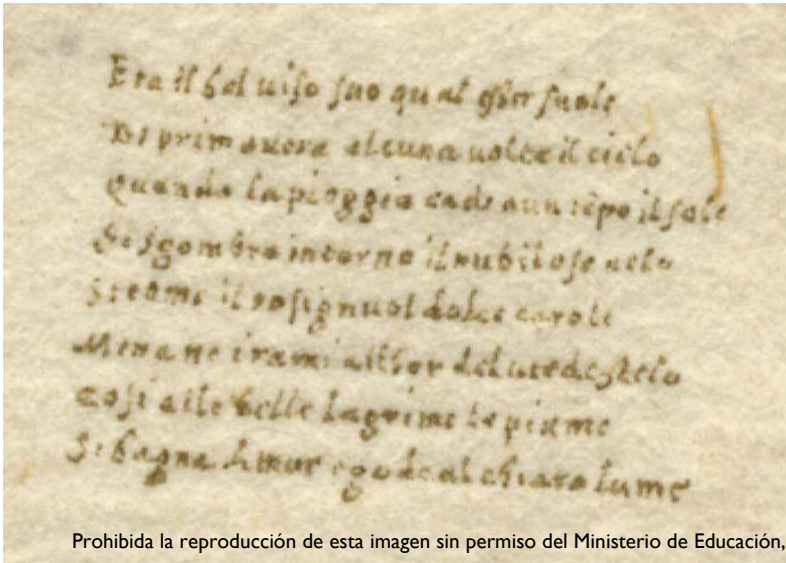 Era il bel uiso suo qual esser suole
Di primauera alcuna uolta il cielo
Quando la pioggia cade a un tēpo il sole
Si sgombra intorno il nubiloso uelo
E come il rosignuol dolce carole
Mena ne i rami allhor del uerde stelo
Cosi alle belle lagrime le piume
Si bagna Amor e gode al chiaro lume
Prohibida la reproducción de esta imagen sin permiso del Ministerio de Educación,